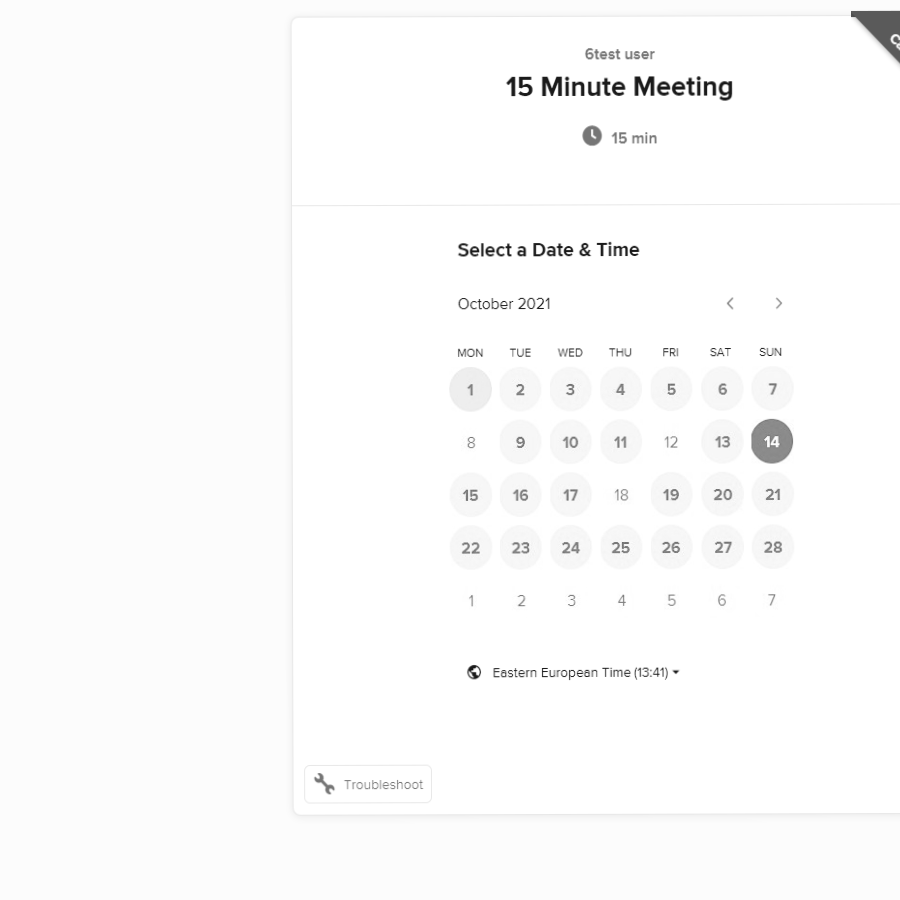 6test user
15 Minute Meeting
15 min
Select a Date & Time
October 2021
MON TUE WED THU FRI SAT SUN
1 2 3 4 5 6 7
8 9 10 11 12 13 14
15 16 17 18 19 20 21
22 23 24 25 26 27 28
1 2 3 4 5 6 7
Eastern European Time (13:41)
Troubleshoot